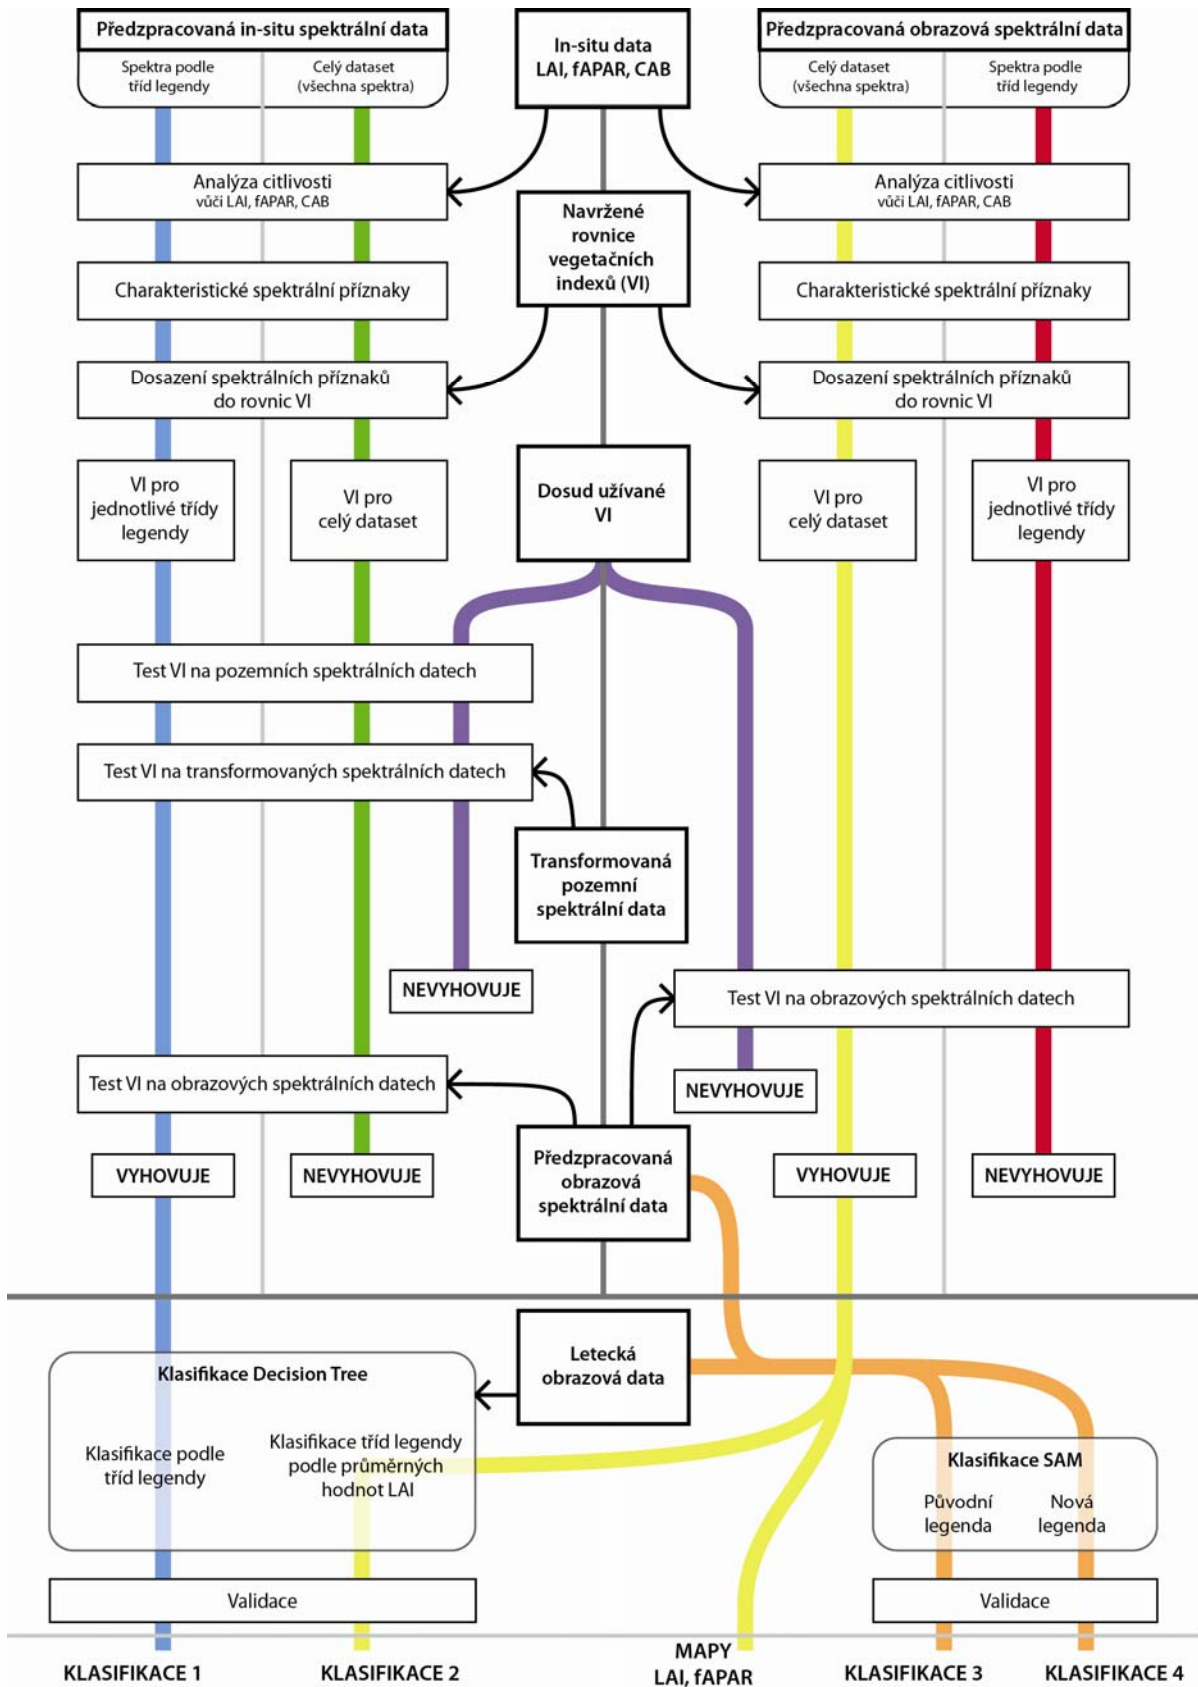 Předzpracovaná in-situ spektrální data
Spektra podle
tříd legendy
Celý dataset
(všechna spektra)
In-situ data
LAI, fAPAR, CAB
Předzpracovaná obrazová spektrální data
Celý dataset
(všechna spektra)
Spektra podle
tříd legendy
Analýza citlivosti
vůči LAI, fAPAR, CAB
Navržené
rovnice
vegetačních
indexů (VI)
Analýza citlivosti
vůči LAI, fAPAR, CAB
Charakteristické spektrální příznaky
Charakteristické spektrální příznaky
Dosazení spektrálních příznaků
do rovnic VI
Dosazení spektrálních příznaků
do rovnic VI
VI pro
jednotlivé třídy
legendy
VI pro
celý dataset
Dosud užívané
VI
VI pro
celý dataset
VI pro
jednotlivé třídy
legendy
Test VI na pozemních spektrálních datech
Test VI na transformovaných spektrálních datech
Transformovaná
pozemní
spektrální data
NEVYHOVUJE
Test VI na obrazových spektrálních datech
Test VI na obrazových spektrálních datech
NEVYHOVUJE
VYHOVUJE
NEVYHOVUJE
Předzpracovaná
obrazová
spektrální data
VYHOVUJE
NEVYHOVUJE
Letecká
obrazová data
Klasifikace Decision Tree
Klasifikace podle
tříd legendy
Klasifikace tříd legendy
podle průměrných
hodnot LAI
Klasifikace SAM
Původní
legenda
Nová
legenda
Validace
Validace
KLASIFIKACE 1
KLASIFIKACE 2
MAPY
LAI, fAPAR
KLASIFIKACE 3
KLASIFIKACE 4